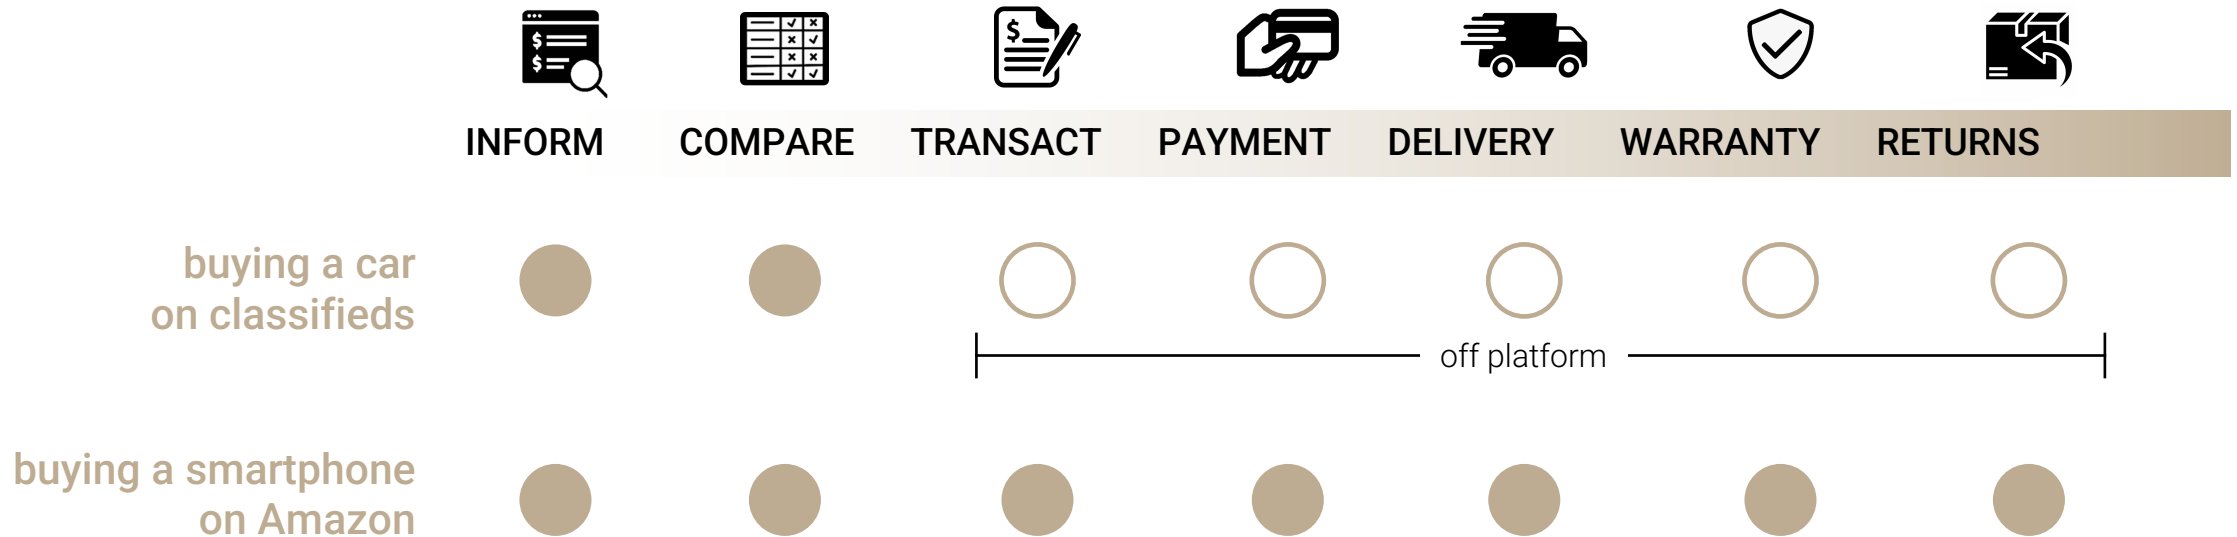 INFORM COMPARE TRANSACT PAYMENT DELIVERY WARRANTY RETURNS
buying a car
on classifieds
off platform
buying a smartphone
on Amazon